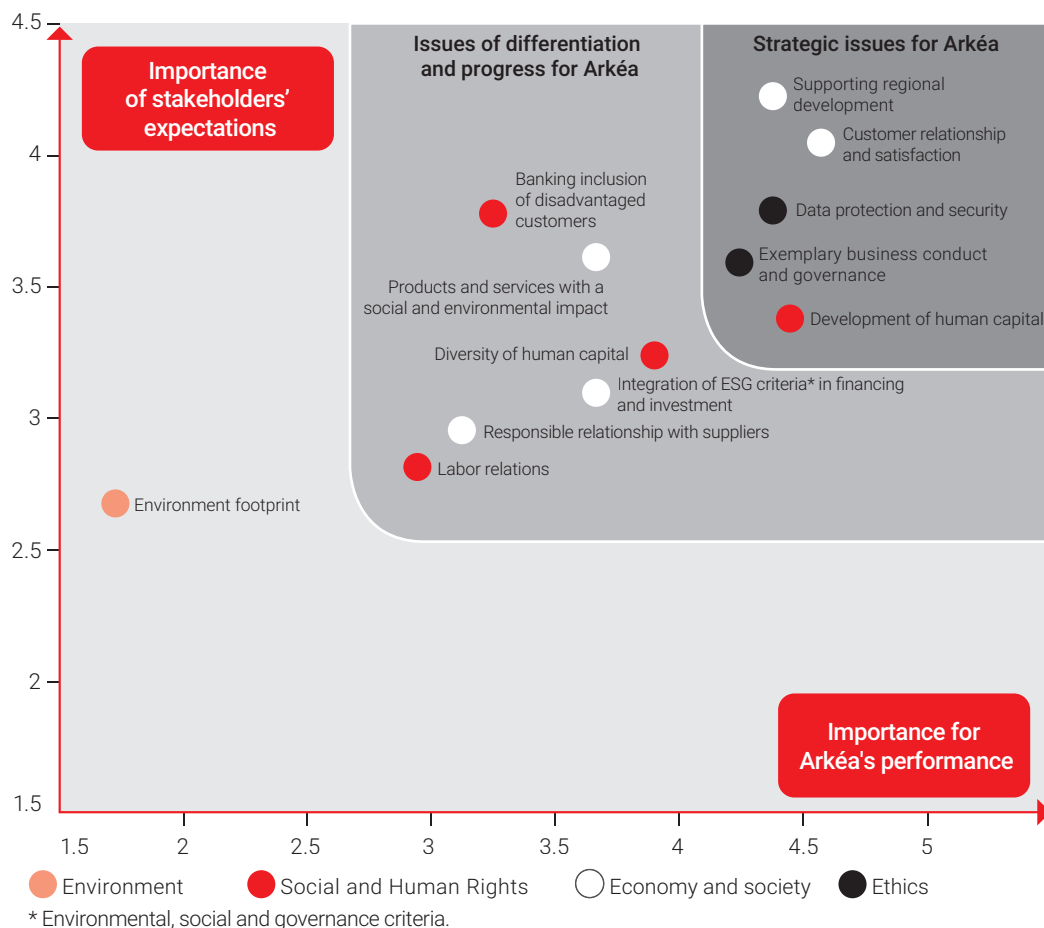 4.5
4
3.5
3
2.5
2
1.5
Importance
of stakeholders'
expectations
Issues of differentiation
and progress for Arkéa
Strategic issues for Arkéa
Supporting regional
development
Customer relationship
and satisfaction
Banking inclusion
of disadvantaged
customers
Data protection and security
Exemplary business conduct
and governance
Products and services with a
social and environmental impact
Development of human capital
Diversity of human capital
Integration of ESG criteria* in financing
and investment
Responsible relationship with suppliers
Labor relations
Environment footprint
Importance for
Arkéa's performance
1.5 2 2.5 3 3.5 4 4.5 5
Environment Social and Human Rights Economy and society Ethics
* Environmental, social and governance criteria.